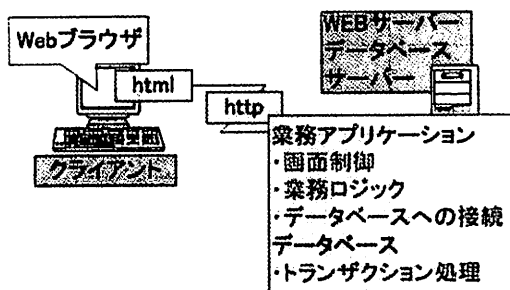 Webブラウザ
html
クライアント
http
WEBサーバー
データベース
サーバー
業務アプリケーション
・画面制御
・業務ロジック
・データベースへの接続
データベース
・トランザクション処理